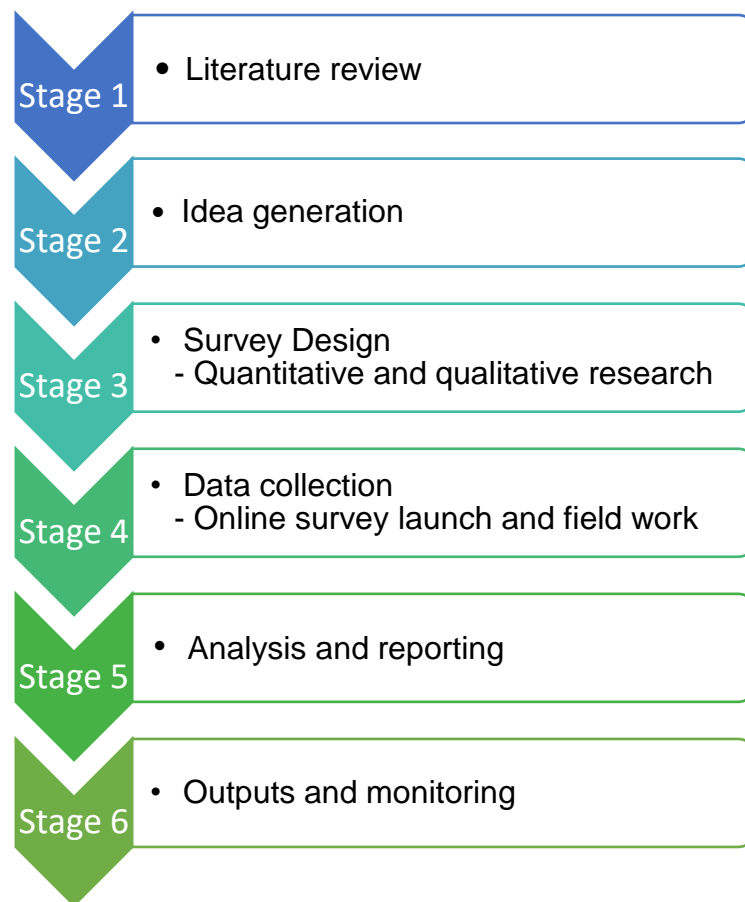 Stage 1
• Literature review
Stage 2
• Idea generation
Stage 3
• Survey Design
- Quantitative and qualitative research
Stage 4
• Data collection
- Online survey launch and field work
Stage 5
• Analysis and reporting
Stage 6
• Outputs and monitoring